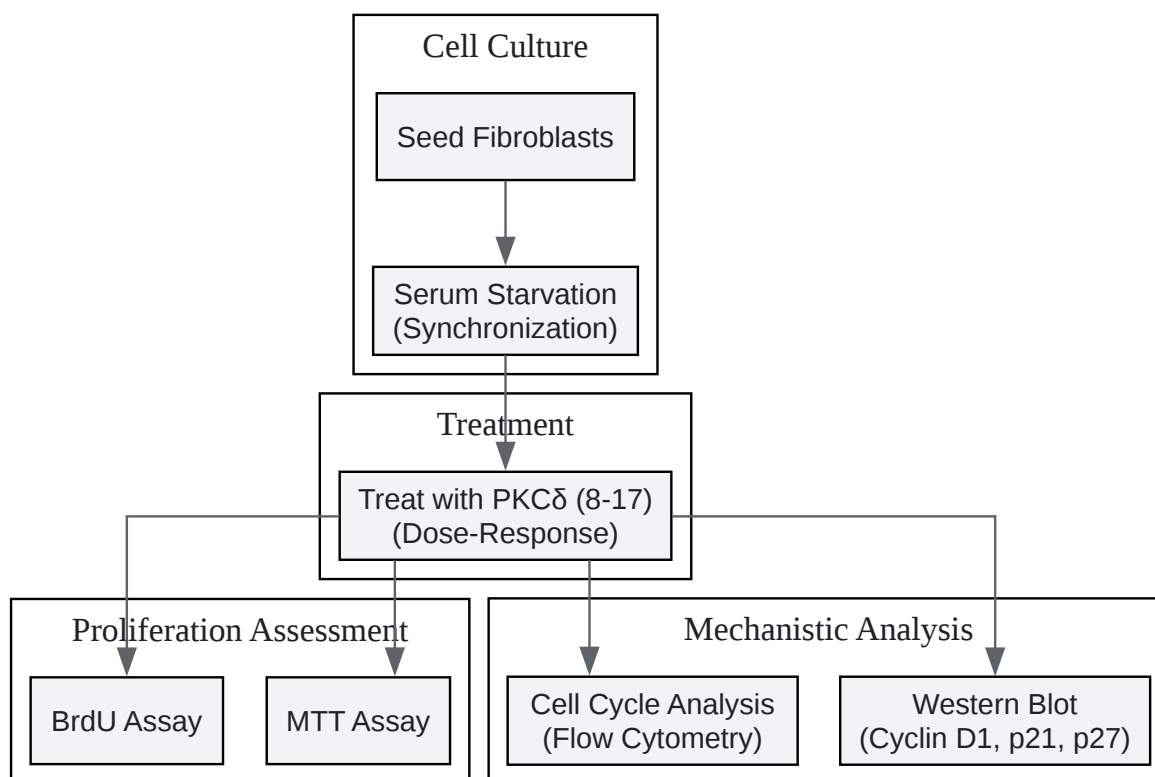 Cell Culture
Seed Fibroblasts
Serum Starvation
(Synchronization)
Treatment
Treat with PKCδ (8-17)
(Dose-Response)
Proliferation Assessment
BrdU Assay
MTT Assay
Mechanistic Analysis
Cell Cycle Analysis
(Flow Cytometry)
Western Blot
(Cyclin D1, p21, p27)